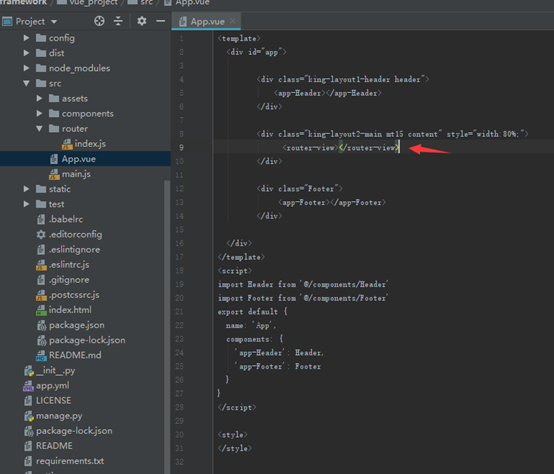 framework › vue_project › src › App.vue
Project
App.vue
config
dist
node_modules
src
assets
components
router
index.js
App.vue
main.js
static
test
.babelrc
.editorconfig
.eslintignore
.eslintrc.js
.gitignore
.postcssrc.js
index.html
package.json
package-lock.json
README.md
__init__.py
app.yml
LICENSE
manage.py
package-lock.json
README
requirements.txt
1 <template>
2 <div id="app">
3
4 <div class="king-layout1-header header">
5 <app-Header></app-Header>
6 </div>
7
8 <div class="king-layout2-main mt15 content" style="width:80%;">
9 <router-view></router-view>
10 </div>
11
12 <div class="Footer">
13 <app-Footer></app-Footer>
14 </div>
15
16 </div>
17 </template>
18 <script>
19 import Header from '@/components/Header'
20 import Footer from '@/components/Footer'
21 export default {
22 name: 'App',
23 components: {
24 'app-Header': Header,
25 'app-Footer': Footer
26 }
27 }
28 </script>
29
30 <style>
31 </style>
32